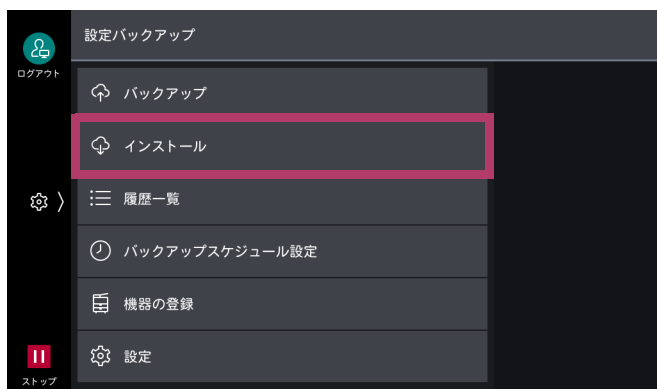 設定バックアップ
ログアウト
バックアップ
インストール
履歴一覧
バックアップスケジュール設定
機器の登録
設定
ストップ